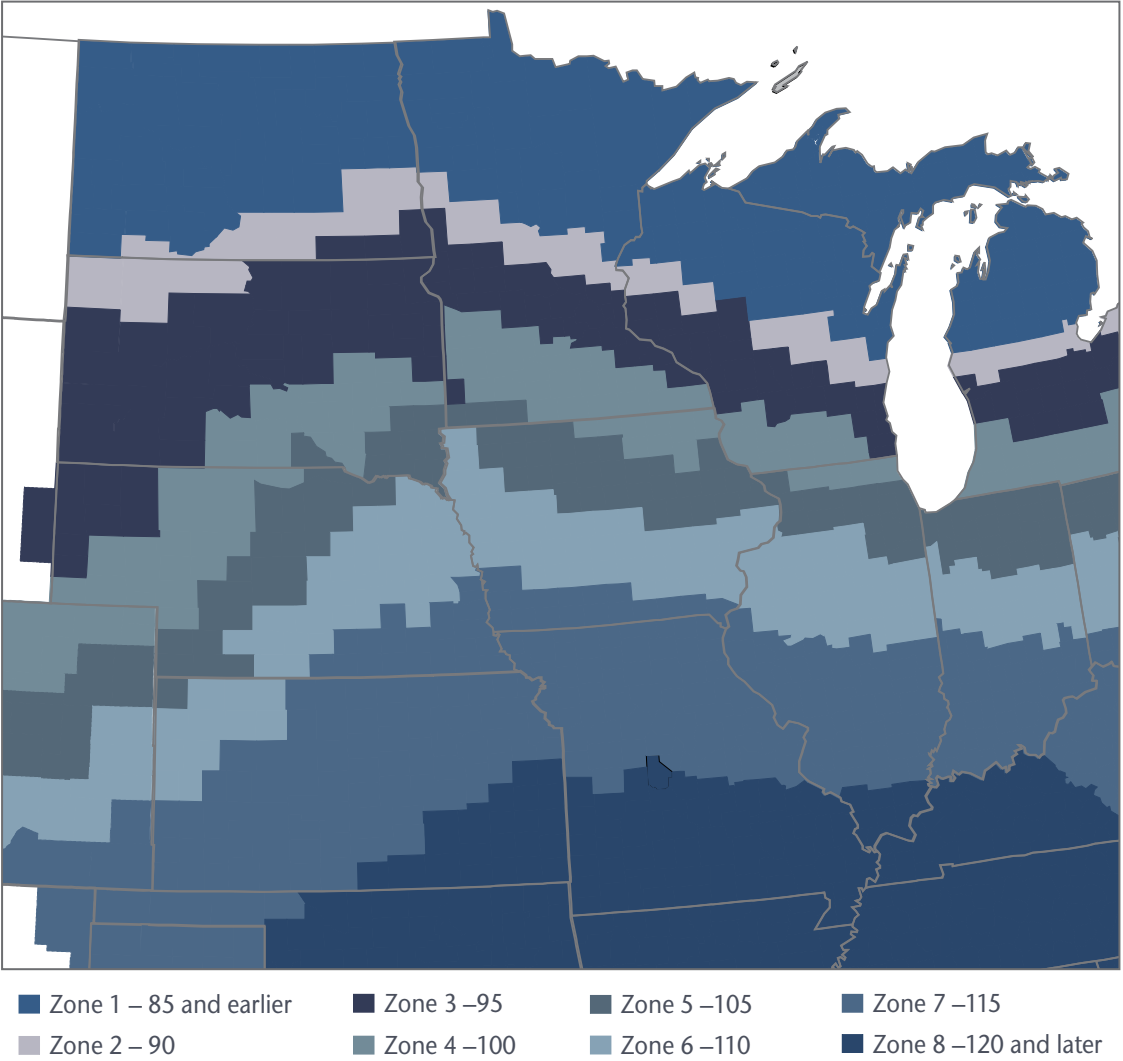 Zone 1 – 85 and earlier
Zone 3 –95
Zone 5 –105
Zone 7 –115
Zone 2 – 90
Zone 4 –100
Zone 6 –110
Zone 8 –120 and later